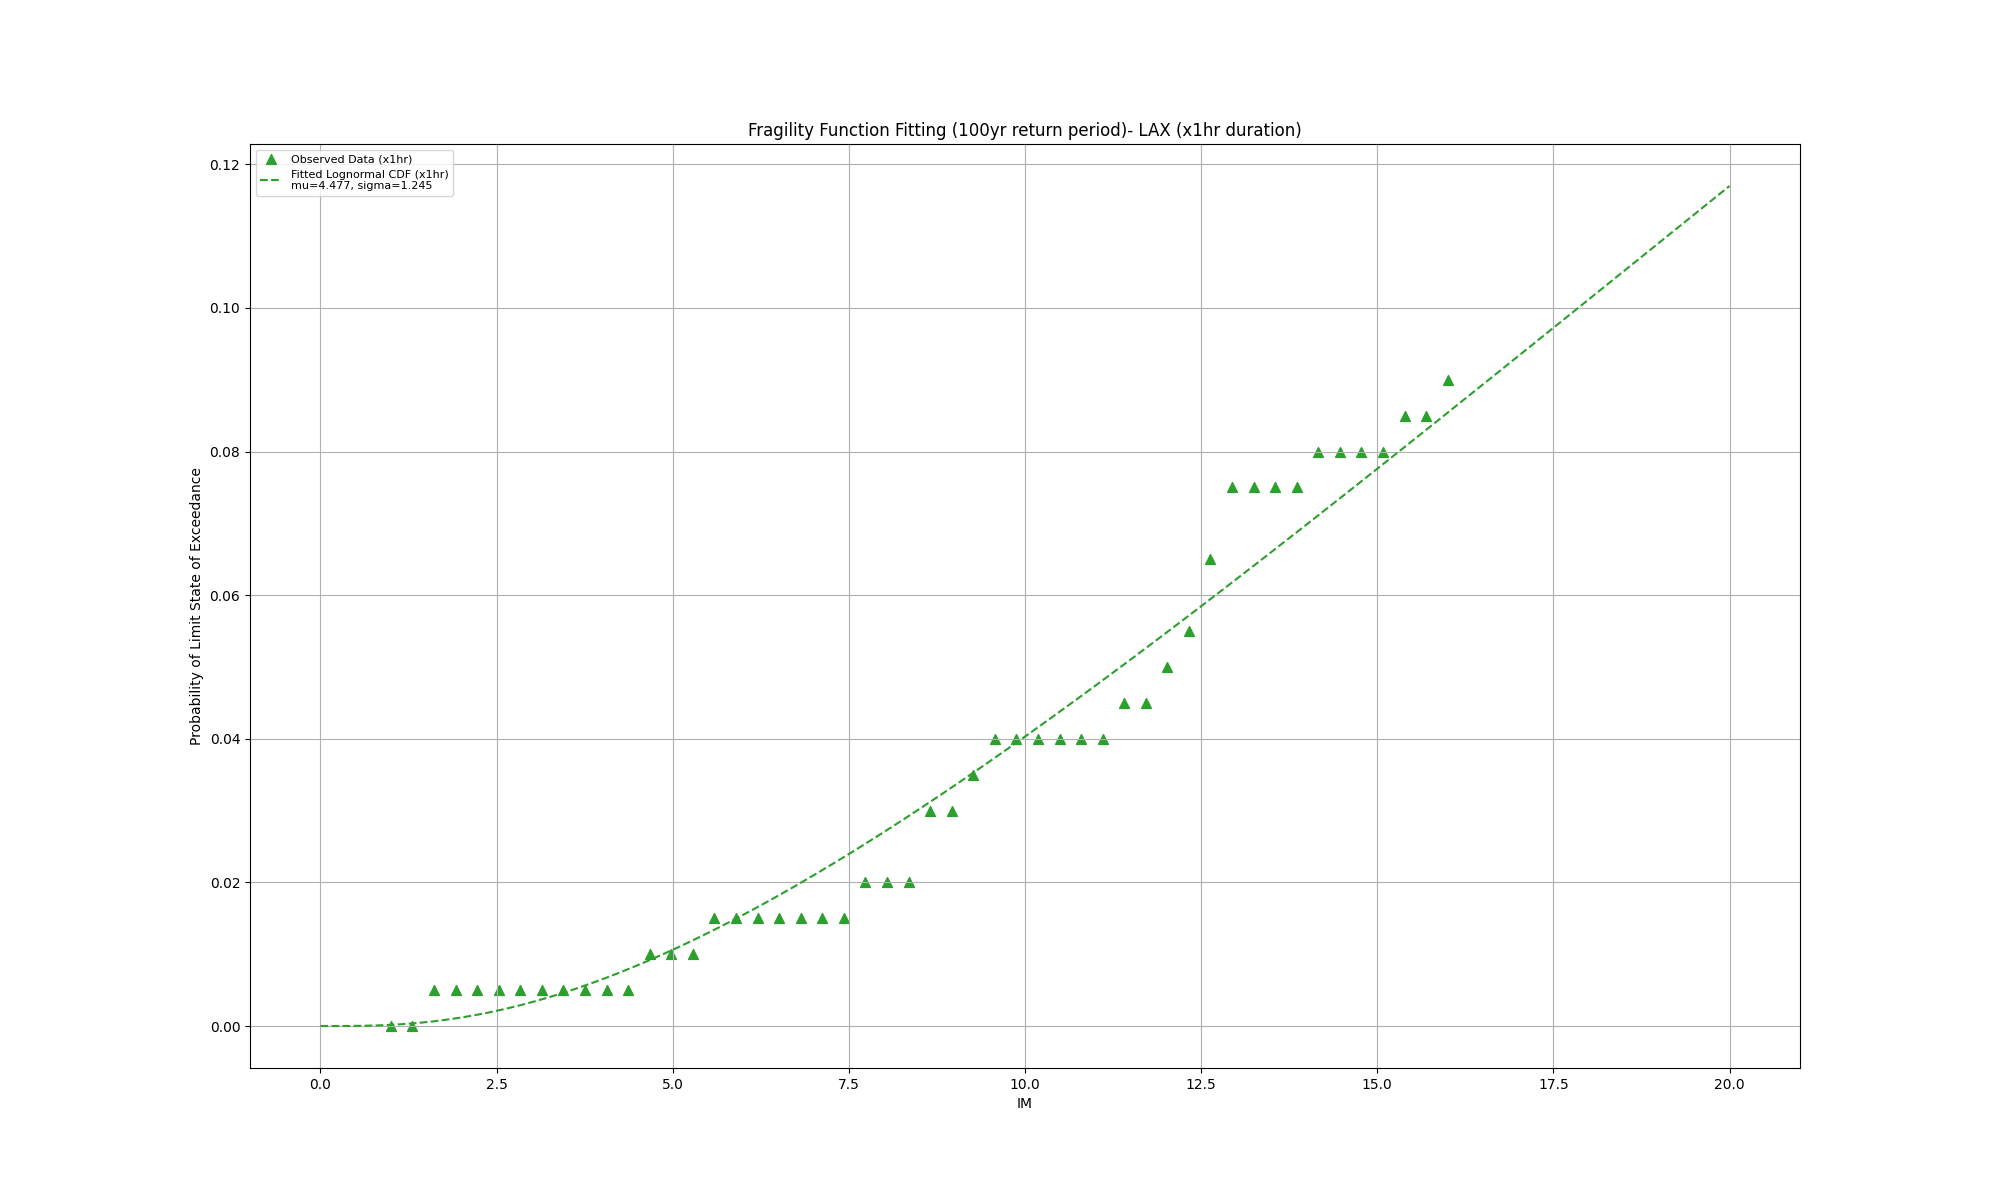 Fragility Function Fitting (100yr return period)- LAX (x1hr duration)
Observed Data (x1hr)
Fitted Lognormal CDF (x1hr)
mu=4.477, sigma=1.245
0.12
0.10
0.08
0.06
0.04
0.02
0.00
Probability of Limit State of Exceedance
0.0 2.5 5.0 7.5 10.0 12.5 15.0 17.5 20.0
IM